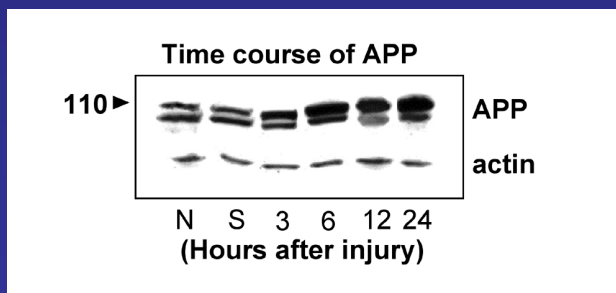 Time course of APP
110 APP
actin
N S 3 6 12 24
(Hours after injury)